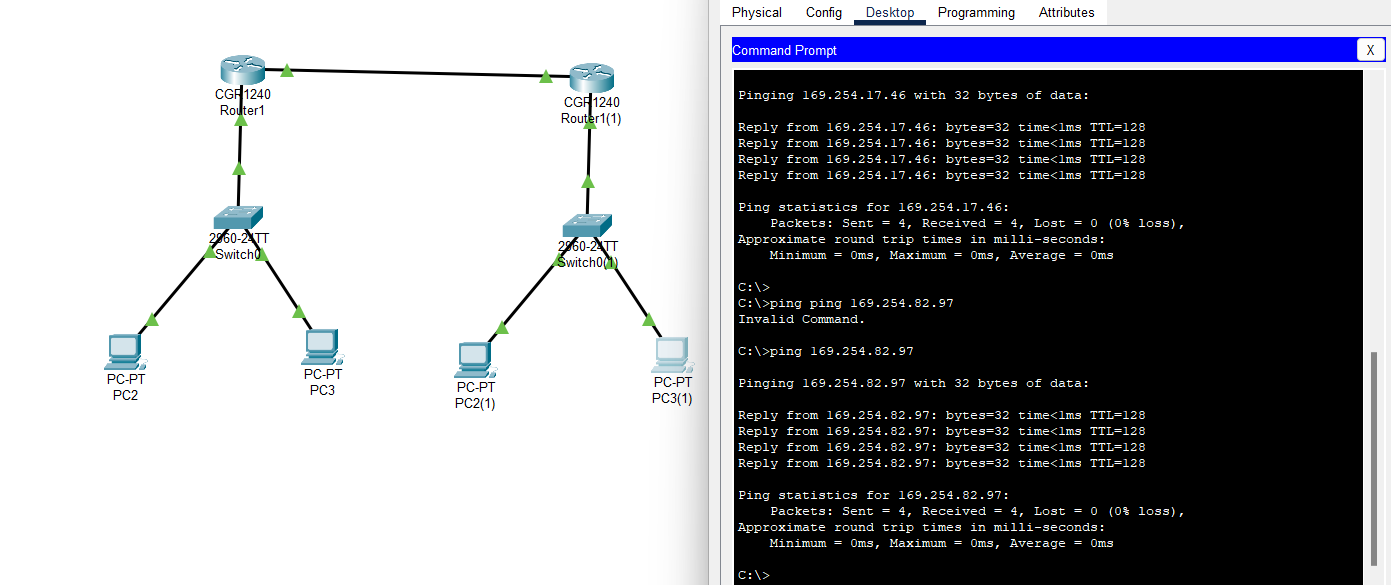 CGR1240
Router1
CGR1240
Router1(1)
2960-24TT
Switch0
2960-24TT
Switch0(1)
PC-PT
PC2
PC-PT
PC3
PC-PT
PC2(1)
PC-PT
PC3(1)
Physical Config Desktop Programming Attributes
Command Prompt X
Pinging 169.254.17.46 with 32 bytes of data:
Reply from 169.254.17.46: bytes=32 time<1ms TTL=128
Reply from 169.254.17.46: bytes=32 time<1ms TTL=128
Reply from 169.254.17.46: bytes=32 time<1ms TTL=128
Reply from 169.254.17.46: bytes=32 time<1ms TTL=128
Ping statistics for 169.254.17.46:
Packets: Sent = 4, Received = 4, Lost = 0 (0% loss),
Approximate round trip times in milli-seconds:
Minimum = 0ms, Maximum = 0ms, Average = 0ms
C:\>
C:\>ping ping 169.254.82.97
Invalid Command.
C:\>ping 169.254.82.97
Pinging 169.254.82.97 with 32 bytes of data:
Reply from 169.254.82.97: bytes=32 time<1ms TTL=128
Reply from 169.254.82.97: bytes=32 time<1ms TTL=128
Reply from 169.254.82.97: bytes=32 time<1ms TTL=128
Reply from 169.254.82.97: bytes=32 time<1ms TTL=128
Ping statistics for 169.254.82.97:
Packets: Sent = 4, Received = 4, Lost = 0 (0% loss),
Approximate round trip times in milli-seconds:
Minimum = 0ms, Maximum = 0ms, Average = 0ms
C:\>